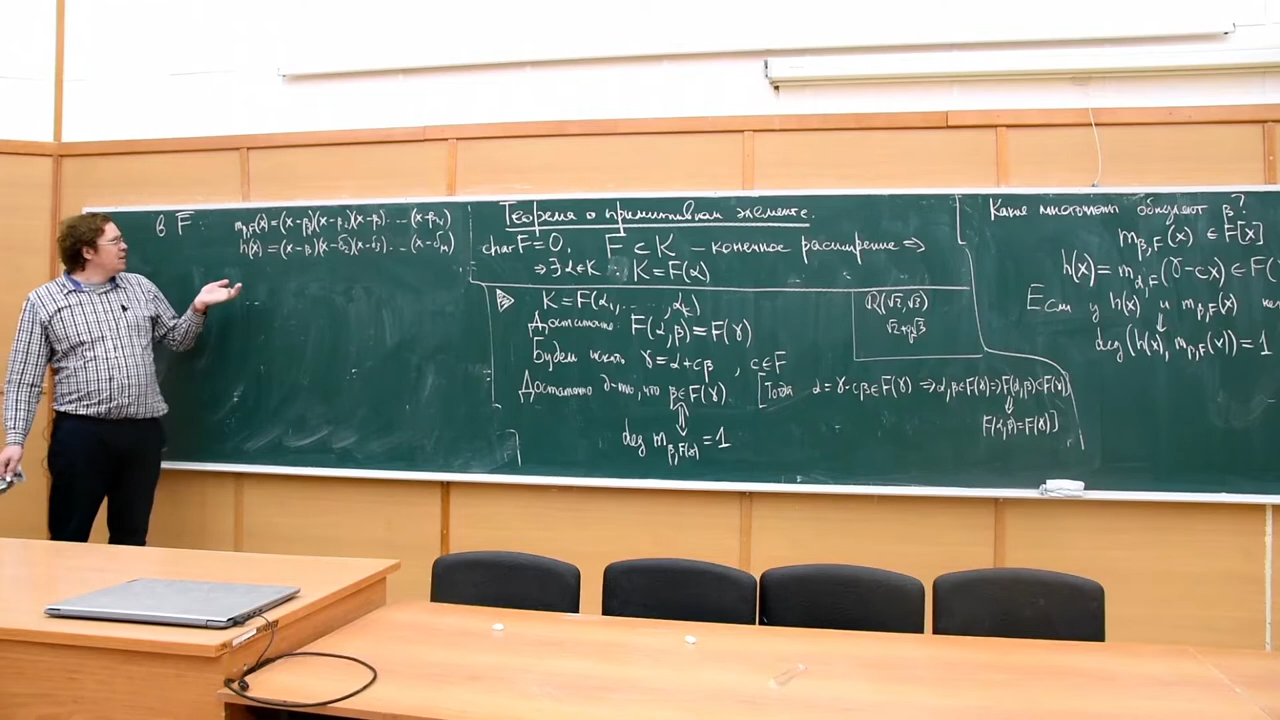 в F̅:
m_{β,F}(x) = (x-β)(x-β₂)(x-β₃)...(x-β_N)
h(x) = (x-β)(x-δ₂)(x-δ₃)...(x-δ_M)
Теорема о примитивном элементе.
char F = 0, F ⊂ K – конечное расширение ⇒
⇒ ∃ α∈K : K = F(α)
K = F(α₁, ..., α_k)
Достаточно: F(α,β) = F(γ)
Будем искать γ = α + cβ, c∈F
Достаточно д-ть, что β∈F(γ).
[Тогда α = γ-cβ∈F(γ) ⇒ α,β∈F(γ) ⇒ F(α,β)⊂F(γ)
⇓
F(α,β)=F(γ)]
⇕
deg m_{β,F(γ)} = 1
ℚ(√2,√3)
√2+q√3
Какие многочлены обнуляют β?
m_{β,F}(x) ∈ F[x]
h(x) = m_{α,F}(γ-cx) ∈ F(
Если у h(x) и m_{β,F}(x)
⇓
deg(h(x), m_{β,F}(x)) = 1